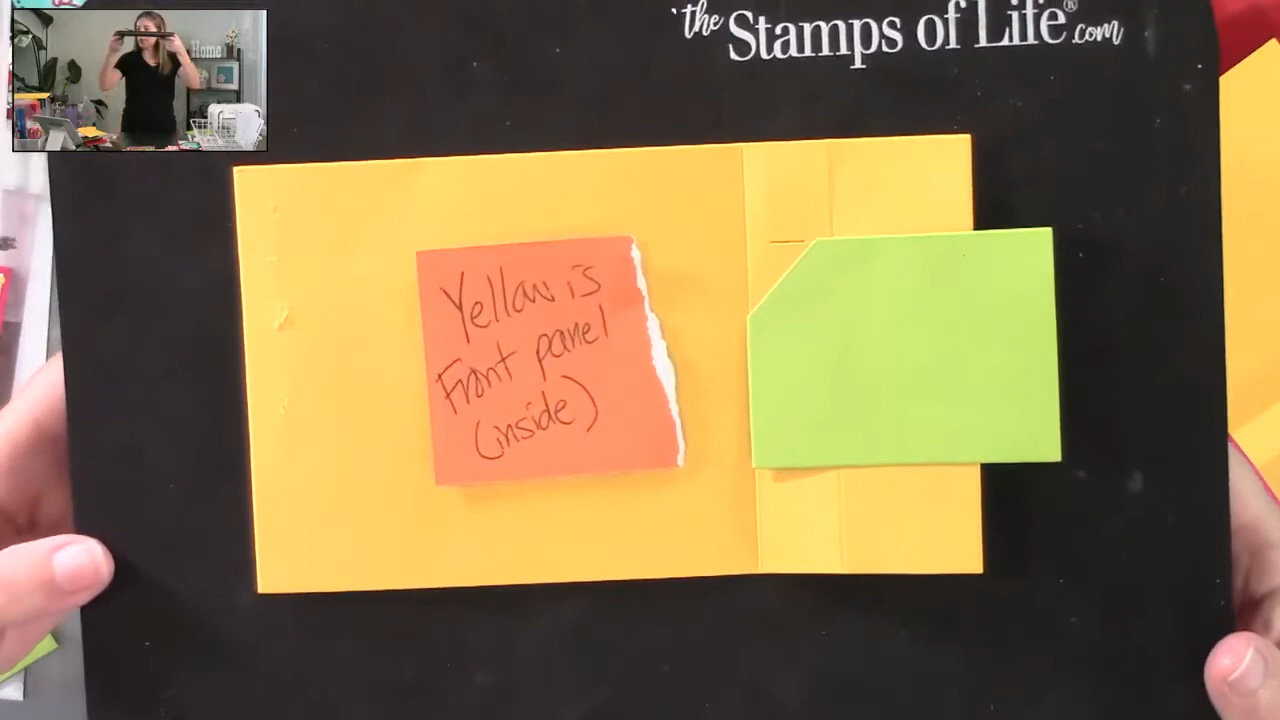 the
Stamps of Life®.com
Home
Yellow is
Front panel
(inside)